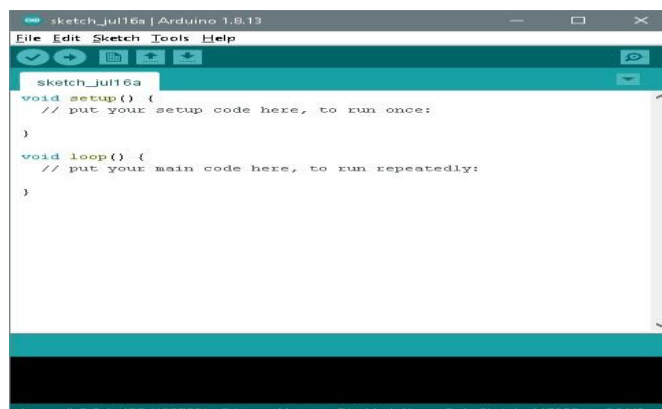 sketch_jul16a | Arduino 1.8.13
File Edit Sketch Tools Help
sketch_jul16a
void setup() {
  // put your setup code here, to run once:
}
void loop() {
  // put your main code here, to run repeatedly:
}